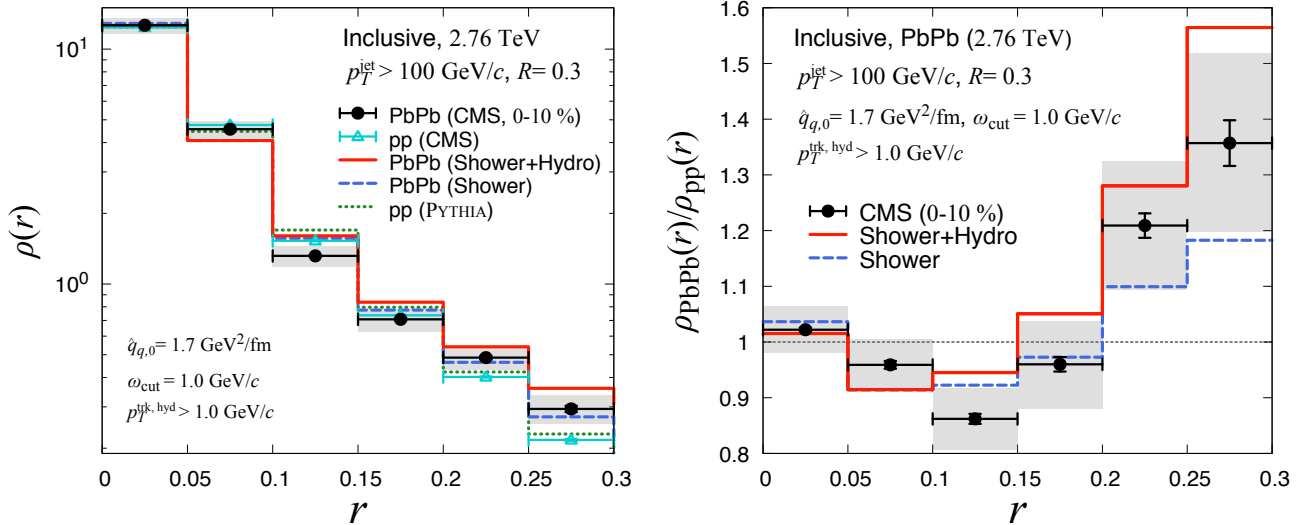 Inclusive, 2.76 TeV
p_T^jet > 100 GeV/c, R= 0.3
PbPb (CMS, 0-10 %)
pp (CMS)
PbPb (Shower+Hydro)
PbPb (Shower)
pp (PYTHIA)
q̂_q,0= 1.7 GeV²/fm
ω_cut = 1.0 GeV/c
p_T^trk, hyd > 1.0 GeV/c
10¹
10⁰
ρ(r)
0 0.05 0.1 0.15 0.2 0.25 0.3
r
Inclusive, PbPb (2.76 TeV)
p_T^jet > 100 GeV/c, R= 0.3
q̂_q,0 = 1.7 GeV²/fm, ω_cut = 1.0 GeV/c
p_T^trk, hyd > 1.0 GeV/c
CMS (0-10 %)
Shower+Hydro
Shower
1.6
1.5
1.4
1.3
1.2
1.1
1
0.9
0.8
ρ_PbPb(r)/ρ_pp(r)
0 0.05 0.1 0.15 0.2 0.25 0.3
r